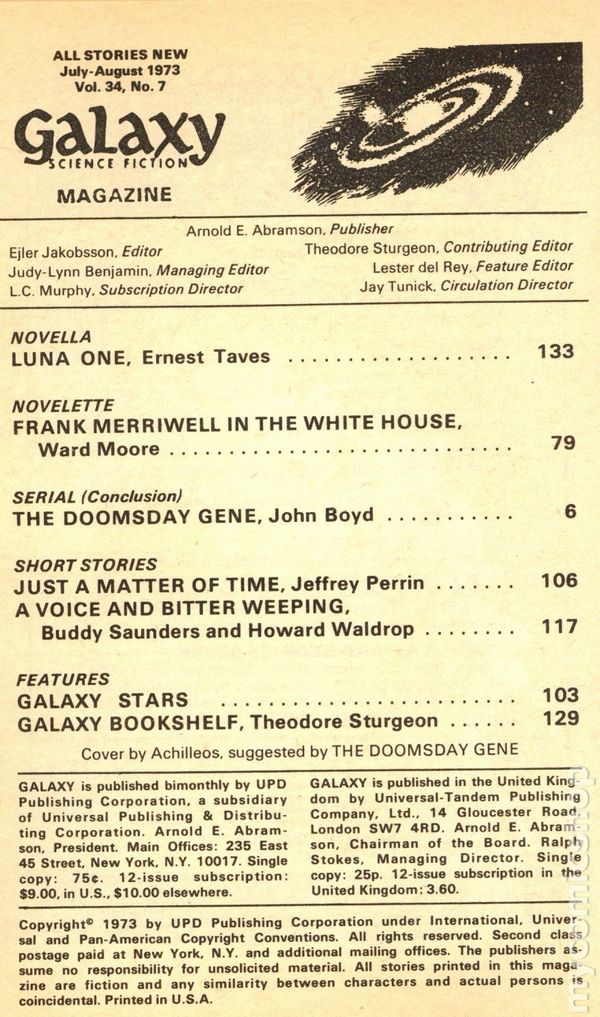 ALL STORIES NEW
July-August 1973
Vol. 34, No. 7
Galaxy
SCIENCE FICTION
MAGAZINE
Arnold E. Abramson, Publisher
Ejler Jakobsson, Editor
Theodore Sturgeon, Contributing Editor
Judy-Lynn Benjamin, Managing Editor
Lester del Rey, Feature Editor
L.C. Murphy, Subscription Director
Jay Tunick, Circulation Director
NOVELLA
LUNA ONE, Ernest Taves . . . . . . . . . . . . . . . . . . . 133
NOVELETTE
FRANK MERRIWELL IN THE WHITE HOUSE,
Ward Moore . . . . . . . . . . . . . . . . . . . . . . . . . . . . . 79
SERIAL (Conclusion)
THE DOOMSDAY GENE, John Boyd . . . . . . . . . . . 6
SHORT STORIES
JUST A MATTER OF TIME, Jeffrey Perrin . . . . . . . 106
A VOICE AND BITTER WEEPING,
Buddy Saunders and Howard Waldrop . . . . . . . . 117
FEATURES
GALAXY STARS . . . . . . . . . . . . . . . . . . . . . . . . . 103
GALAXY BOOKSHELF, Theodore Sturgeon . . . . . . 129
Cover by Achilleos, suggested by THE DOOMSDAY GENE
GALAXY is published bimonthly by UPD
Publishing Corporation, a subsidiary
of Universal Publishing & Distribu-
ting Corporation. Arnold E. Abram-
son, President. Main Offices: 235 East
45 Street, New York, N.Y. 10017. Single
copy: 75¢. 12-issue subscription:
$9.00, in U.S., $10.00 elsewhere.
GALAXY is published in the United King-
dom by Universal-Tandem Publishing
Company, Ltd., 14 Gloucester Road,
London SW7 4RD. Arnold E. Abram-
son, Chairman of the Board. Ralph
Stokes, Managing Director. Single
copy: 25p. 12-issue subscription in the
United Kingdom: 3.60.
Copyright© 1973 by UPD Publishing Corporation under International, Univer-
sal and Pan-American Copyright Conventions. All rights reserved. Second class
postage paid at New York, N.Y. and additional mailing offices. The publishers as-
sume no responsibility for unsolicited material. All stories printed in this maga-
zine are fiction and any similarity between characters and actual persons is
coincidental. Printed in U.S.A.
mycomicshop